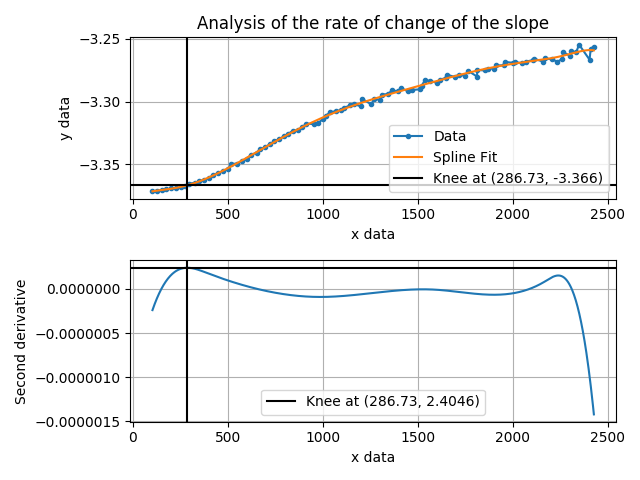 Analysis of the rate of change of the slope
−3.25
−3.30
−3.35
y data
Data
Spline Fit
Knee at (286.73, -3.366)
0
500
1000
1500
2000
2500
x data
0.0000000
−0.0000005
−0.0000010
−0.0000015
Second derivative
Knee at (286.73, 2.4046)
0
500
1000
1500
2000
2500
x data